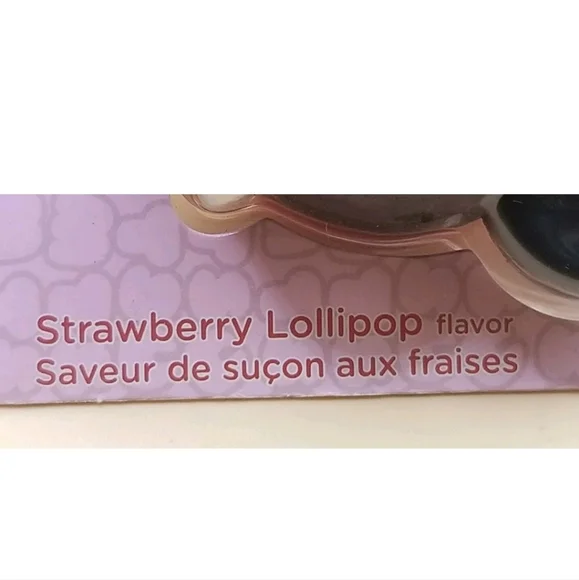 Strawberry Lollipop flavor
Saveur de suçon aux fraises